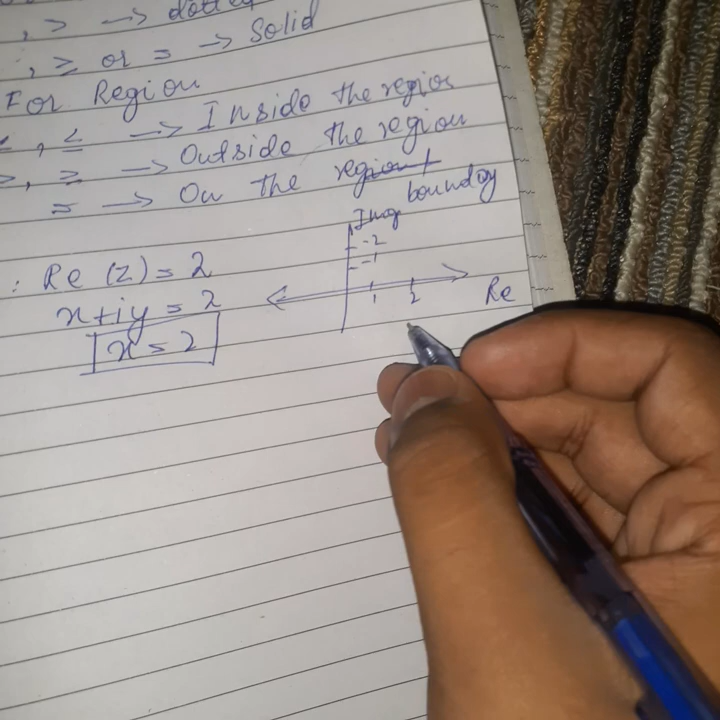 , > → dotted
, ≥ or = → Solid
For Region
<, ≤ → Inside the region
>, ≥ → Outside the region
= → On the boundary
Img
-2
-1
: Re (z) = 2
x+iy = 2
x = 2
1 2
Re